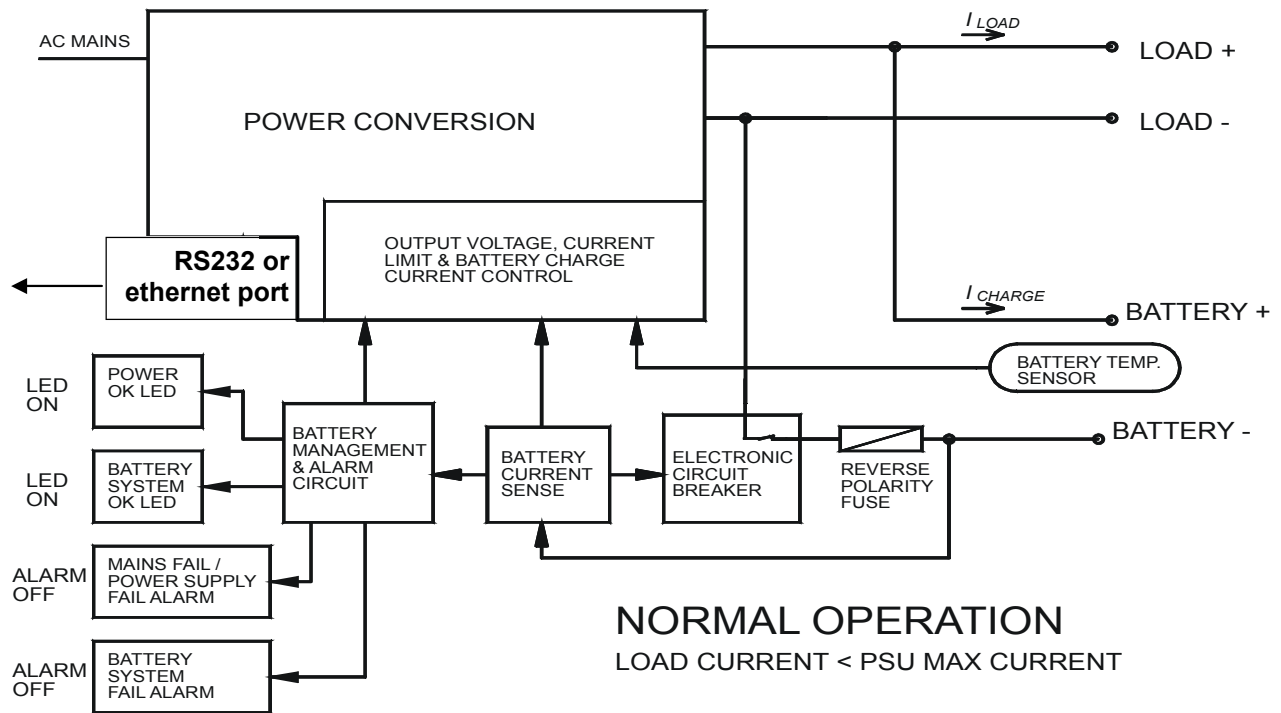 AC MAINS
I LOAD
LOAD +
POWER CONVERSION
LOAD -
OUTPUT VOLTAGE, CURRENT
LIMIT & BATTERY CHARGE
CURRENT CONTROL
RS232 or
ethernet port
I CHARGE
BATTERY +
BATTERY TEMP.
SENSOR
LED
ON
POWER
OK LED
BATTERY
MANAGEMENT
& ALARM
CIRCUIT
BATTERY
CURRENT
SENSE
ELECTRONIC
CIRCUIT
BREAKER
REVERSE
POLARITY
FUSE
BATTERY -
LED
ON
BATTERY
SYSTEM
OK LED
ALARM
OFF
MAINS FAIL /
POWER SUPPLY
FAIL ALARM
ALARM
OFF
BATTERY
SYSTEM
FAIL ALARM
NORMAL OPERATION
LOAD CURRENT < PSU MAX CURRENT